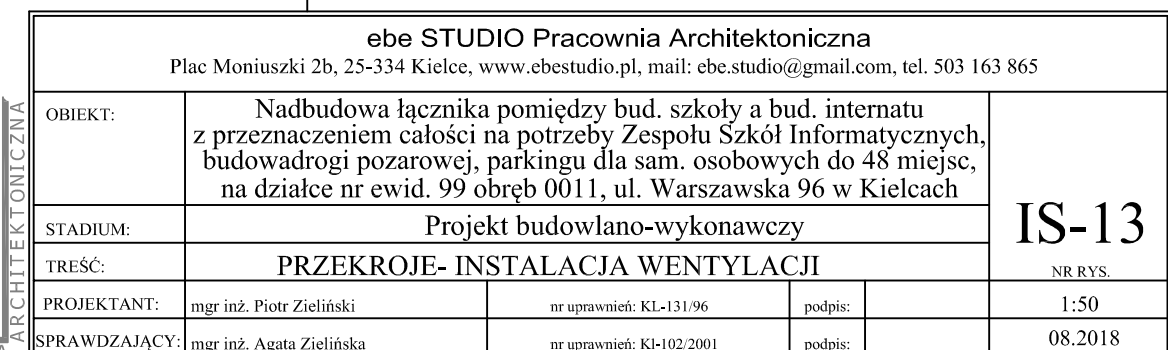 ebe STUDIO Pracownia Architektoniczna
Plac Moniuszki 2b, 25-334 Kielce, www.ebestudio.pl, mail: ebe.studio@gmail.com, tel. 503 163 865
OBIEKT:
Nadbudowa łącznika pomiędzy bud. szkoły a bud. internatu
z przeznaczeniem całości na potrzeby Zespołu Szkół Informatycznych,
budowadrogi pozarowej, parkingu dla sam. osobowych do 48 miejsc,
na działce nr ewid. 99 obręb 0011, ul. Warszawska 96 w Kielcach
STADIUM: Projekt budowlano-wykonawczy
TREŚĆ: PRZEKROJE- INSTALACJA WENTYLACJI
IS-13
NR RYS.
PROJEKTANT: mgr inż. Piotr Zieliński nr uprawnień: KL-131/96 podpis: 1:50
SPRAWDZAJĄCY: mgr inż. Agata Zielińska nr uprawnień: Kl-102/2001 podpis: 08.2018
ARCHITEKTONICZNA